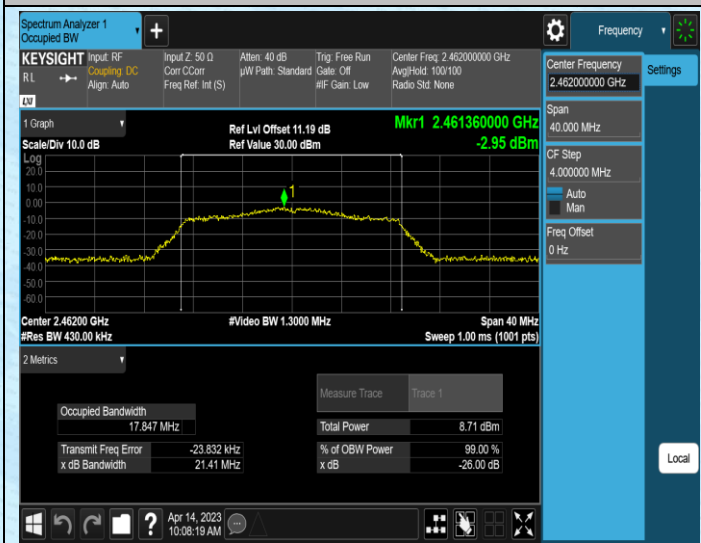 Spectrum Analyzer 1
Occupied BW
Frequency
KEYSIGHT
R L
LXI
Input: RF
Coupling: DC
Align: Auto
Input Z: 50 Ω
Corr CCorr
Freq Ref: Int (S)
Atten: 40 dB
µW Path: Standard
Trig: Free Run
Gate: Off
#IF Gain: Low
Center Freq: 2.462000000 GHz
Avg|Hold: 100/100
Radio Std: None
Center Frequency
2.462000000 GHz
Settings
Span
40.000 MHz
CF Step
4.000000 MHz
Auto
Man
Freq Offset
0 Hz
1 Graph
Scale/Div 10.0 dB
Ref Lvl Offset 11.19 dB
Ref Value 30.00 dBm
Mkr1 2.461360000 GHz
-2.95 dBm
Log
20.0
10.0
0.00
-10.0
-20.0
-30.0
-40.0
-50.0
-60.0
1
Center 2.46200 GHz
#Res BW 430.00 kHz
#Video BW 1.3000 MHz
Span 40 MHz
Sweep 1.00 ms (1001 pts)
2 Metrics
Measure Trace Trace 1
Occupied Bandwidth
17.847 MHz
Total Power 8.71 dBm
Transmit Freq Error -23.832 kHz
% of OBW Power 99.00 %
x dB Bandwidth 21.41 MHz
x dB -26.00 dB
Local
?
Apr 14, 2023
10:08:19 AM